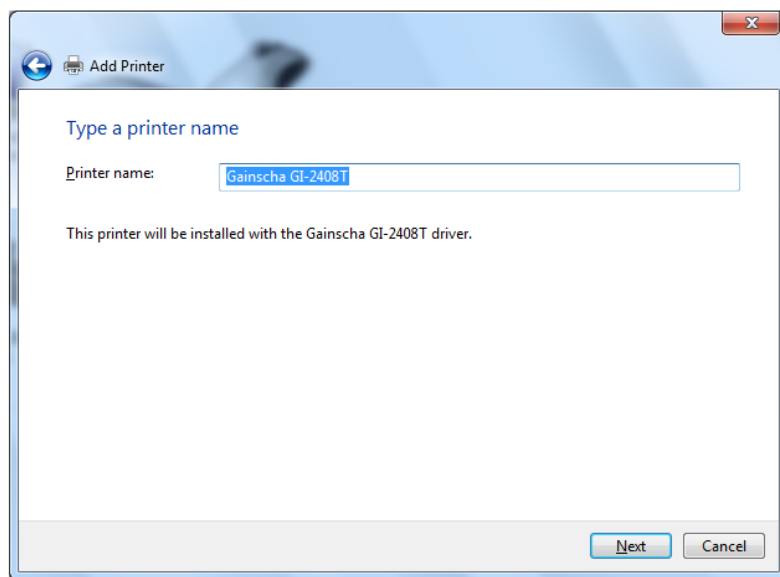 Add Printer
Type a printer name
Printer name: Gainscha GI-2408T
This printer will be installed with the Gainscha GI-2408T driver.
Next Cancel